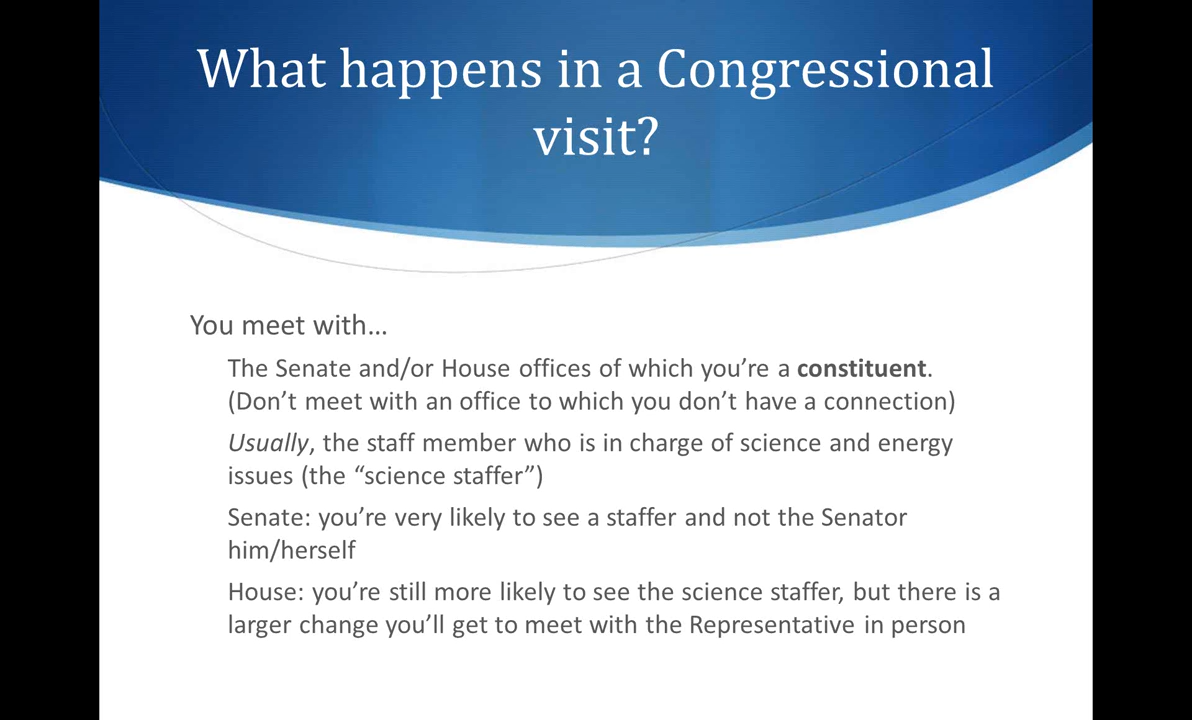 What happens in a Congressional
visit?
You meet with…
The Senate and/or House offices of which you’re a constituent.
(Don’t meet with an office to which you don’t have a connection)
Usually, the staff member who is in charge of science and energy
issues (the “science staffer”)
Senate: you’re very likely to see a staffer and not the Senator
him/herself
House: you’re still more likely to see the science staffer, but there is a
larger change you’ll get to meet with the Representative in person